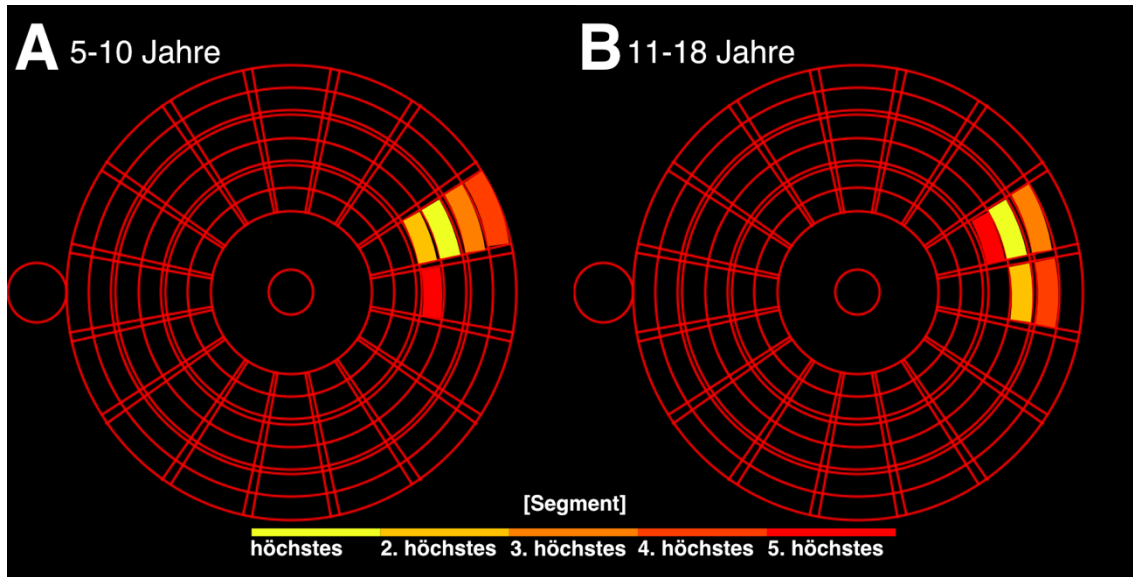 A 5-10 Jahre
B 11-18 Jahre
[Segment]
höchstes 2. höchstes 3. höchstes 4. höchstes 5. höchstes